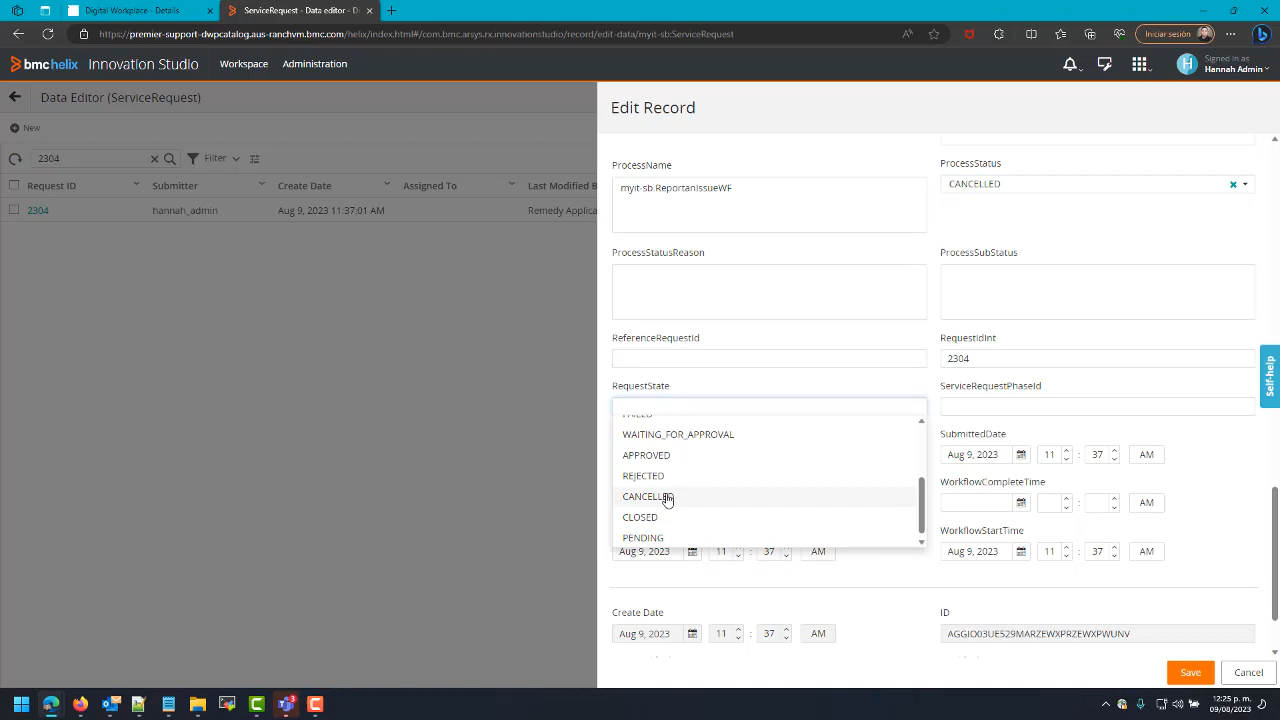 Digital Workplace - Details
ServiceRequest - Data editor - Di
https://premier-support-dwpcatalog.aus-ranchvm.bmc.com/helix/index.html#/com.bmc.arsys.rx.innovationstudio/record/edit-data/myit-sb:ServiceRequest
Iniciar sesión
bmchelix Innovation Studio Workspace Administration
Signed in as
Hannah Admin
Data Editor (ServiceRequest)
Edit Record
New
2304
Filter
Request ID Submitter Create Date Assigned To Last Modified B
2304 hannah_admin Aug 9, 2023 11:37:01 AM Remedy Applica
ProcessName
myit-sb:ReportanIssueWF
ProcessStatus
CANCELLED
ProcessStatusReason
ProcessSubStatus
ReferenceRequestId
RequestIdInt
2304
RequestState
ServiceRequestPhaseId
FAILED
WAITING_FOR_APPROVAL
APPROVED
REJECTED
CANCELLED
CLOSED
PENDING
SubmittedDate
Aug 9, 2023 11 : 37 AM
WorkflowCompleteTime
AM
WorkflowStartTime
Aug 9, 2023 11 : 37 AM
Aug 9, 2023 11 : 37 AM
Create Date
Aug 9, 2023 11 : 37 AM
ID
AGGIO03UE529MARZEWXPRZEWXPWUNV
Self-help
Save
Cancel
3
12:25 p. m.
09/08/2023